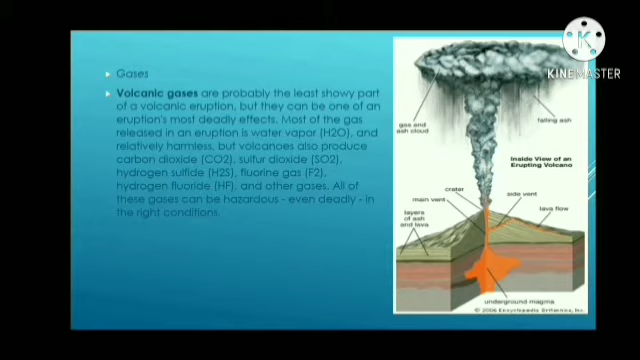 Gases
Volcanic gases are probably the least showy part
of a volcanic eruption, but they can be one of an
eruption's most deadly effects. Most of the gas
released in an eruption is water vapor (H2O), and
relatively harmless, but volcanoes also produce
carbon dioxide (CO2), sulfur dioxide (SO2),
hydrogen sulfide (H2S), fluorine gas (F2),
hydrogen fluoride (HF), and other gases. All of
these gases can be hazardous - even deadly - in
the right conditions.
K
KINEMASTER
gas and
ash cloud
falling ash
Inside View of an
Erupting Volcano
crater
main vent
side vent
layers
of ash
and lava
lava flow
underground magma
© 2006 Encyclopædia Britannica, Inc.